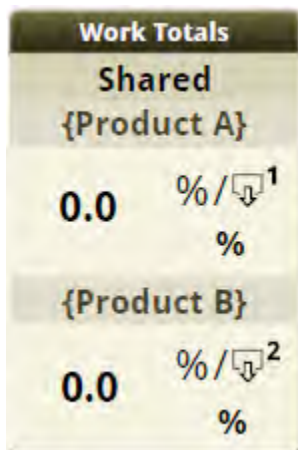 Work Totals
Shared
{Product A}
0.0 %/1
%
{Product B}
0.0 %/2
%